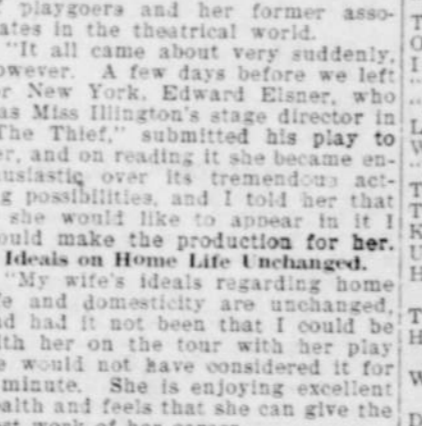 playgoers and her former asso-
ates in the theatrical world.
"It all came about very suddenly,
owever. A few days before we left
or New York, Edward Elsner, who
as Miss Illington's stage director in
The Thief," submitted his play to
er, and on reading it she became en-
usiastic over its tremendous act-
g possibilities, and I told her that
she would like to appear in it I
ould make the production for her.
Ideals on Home Life Unchanged.
"My wife's ideals regarding home
fe and domesticity are unchanged,
nd had it not been that I could be
ith her on the tour with her play
e would not have considered it for
minute. She is enjoying excellent
ealth and feels that she can give the